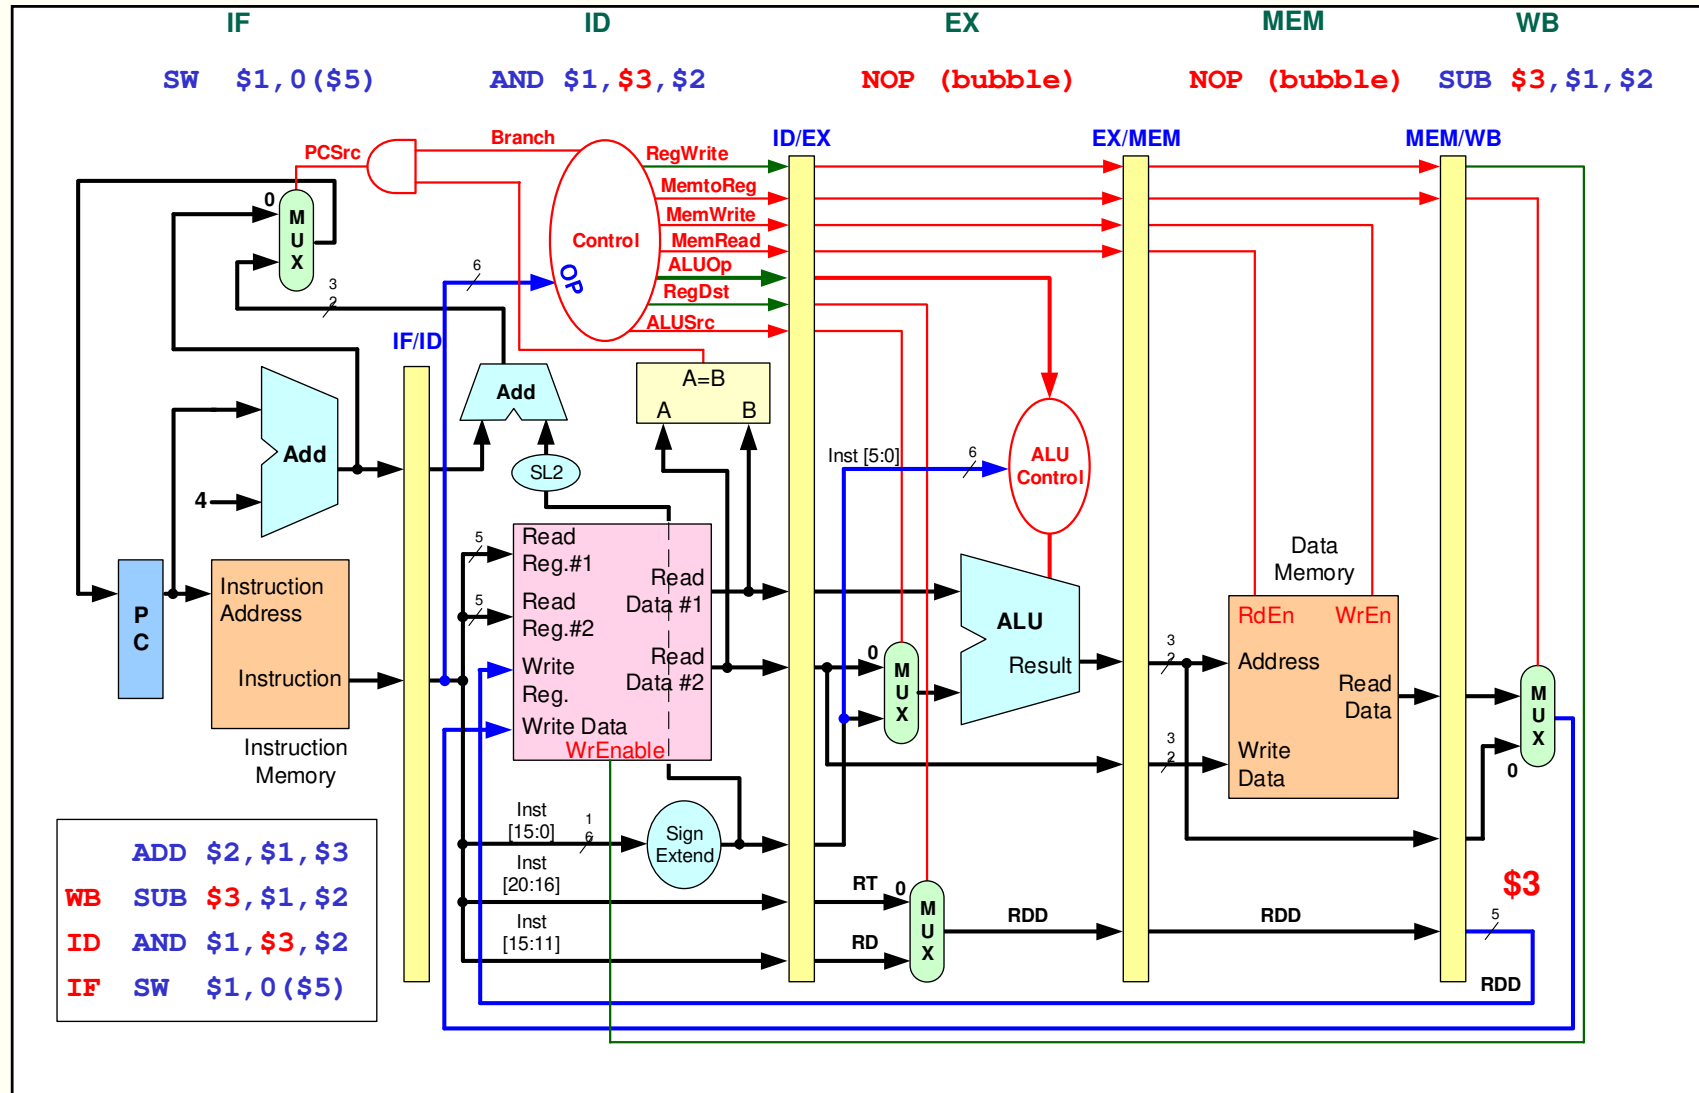 IF ID EX MEM WB
SW $1,0($5) AND $1,$3,$2 NOP (bubble) NOP (bubble) SUB $3,$1,$2
ID/EX EX/MEM MEM/WB
PCSrc
Branch
RegWrite
MemtoReg
MemWrite
MemRead
ALUOp
RegDst
ALUSrc
Control
OP
6
0
M
U
X
3
2
IF/ID
Add
4
Add
SL2
A=B
A B
Inst [5:0]
6
ALU
Control
P
C
Instruction
Address
Instruction
Instruction
Memory
5
Read
Reg.#1
5
Read
Reg.#2
Write
Reg.
Write Data
WrEnable
Read
Data #1
Read
Data #2
0
M
U
X
ALU
Result
Data
Memory
RdEn WrEn
Address
Read
Data
Write
Data
3
2
3
2
M
U
X
0
Inst
[15:0]
1
6
Sign
Extend
Inst
[20:16]
Inst
[15:11]
RT
0
RD
M
U
X
RDD
RDD
$3
5
RDD
ADD $2,$1,$3
WB SUB $3,$1,$2
ID AND $1,$3,$2
IF SW $1,0($5)